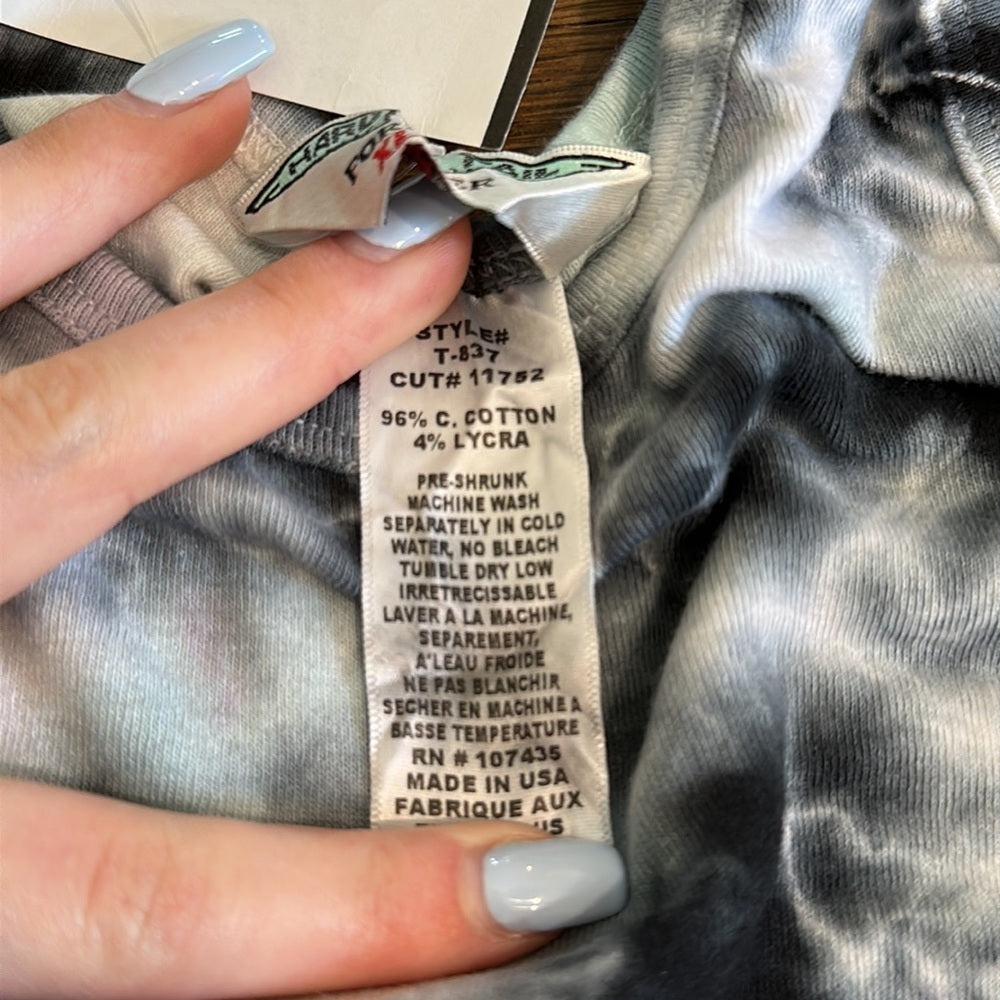 STYLE#
T-837
CUT# 11752
96% C. COTTON
4% LYCRA
PRE-SHRUNK
MACHINE WASH
SEPARATELY IN COLD
WATER, NO BLEACH
TUMBLE DRY LOW
IRRETRECISSABLE
LAVER A LA MACHINE,
SEPAREMENT,
A'LEAU FROIDE
NE PAS BLANCHIR
SECHER EN MACHINE A
BASSE TEMPERATURE
RN # 107435
MADE IN USA
FABRIQUE AUX